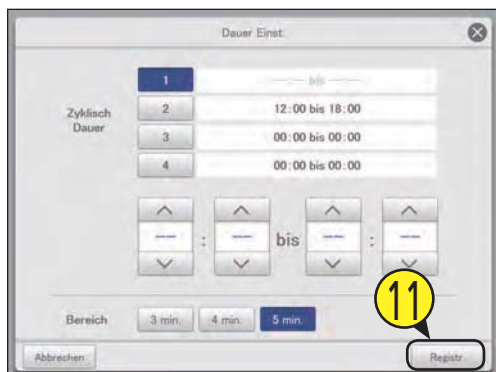 Dauer Einst.
1 --:-- bis --:--
Zyklisch Dauer
2 12:00 bis 18:00
3 00:00 bis 00:00
4 00:00 bis 00:00
-- : -- bis -- : --
Bereich 3 min. 4 min. 5 min.
11
Abbrechen Registr.